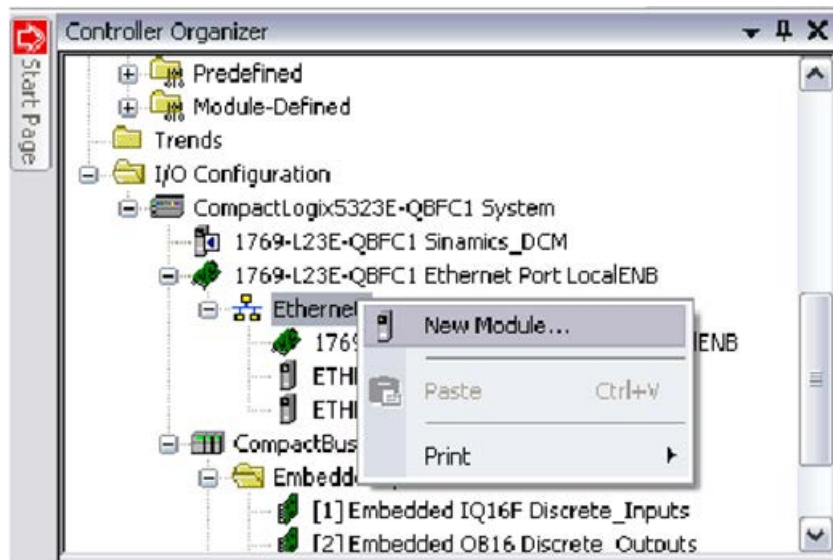 Controller Organizer
Start Page
Predefined
Module-Defined
Trends
I/O Configuration
CompactLogix5323E-QBFC1 System
1769-L23E-QBFC1 Sinamics_DCM
1769-L23E-QBFC1 Ethernet Port LocalENB
Ethernet
New Module...
176 ENB
ETH
Paste Ctrl+V
ETH
CompactBus
Print
Embedde
[1] Embedded IQ16F Discrete_Inputs
[2] Embedded OB16 Discrete_Outputs